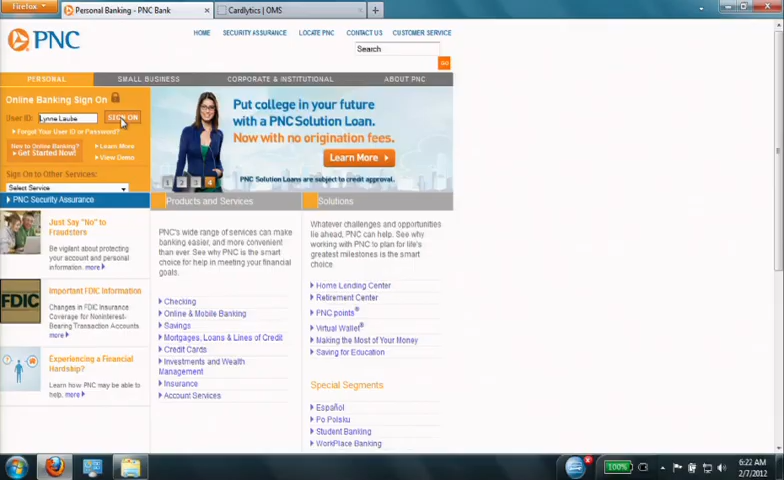 Firefox
Personal Banking - PNC Bank
Cardlytics | OMS
PNC
HOME
SECURITY ASSURANCE
LOCATE PNC
CONTACT US
CUSTOMER SERVICE
Search
GO
PERSONAL
SMALL BUSINESS
CORPORATE & INSTITUTIONAL
ABOUT PNC
Online Banking Sign On
User ID:
Lynne Laube
SIGN ON
Forgot Your User ID or Password?
New to Online Banking?
Get Started Now!
Learn More
View Demo
Sign On to Other Services:
Select Service
Put college in your future
with a PNC Solution Loan.
Now with no origination fees.
Learn More
PNC Solution Loans are subject to credit approval.
1 2 3 4
PNC Security Assurance
Just Say "No" to
Fraudsters
Be vigilant about protecting
your account and personal
information. more
FDIC
Important FDIC Information
Changes in FDIC Insurance
Coverage for Noninterest-
Bearing Transaction Accounts.
more
Experiencing a Financial
Hardship?
Learn how PNC may be able to
help. more
Products and Services
PNC's wide range of services can make
banking easier, and more convenient
than ever. See why PNC is the smart
choice for help in meeting your financial
goals.
Checking
Online & Mobile Banking
Savings
Mortgages, Loans & Lines of Credit
Credit Cards
Investments and Wealth
Management
Insurance
Account Services
Solutions
Whatever challenges and opportunities
lie ahead, PNC can help. See why
working with PNC to plan for life's
greatest milestones is the smart
choice.
Home Lending Center
Retirement Center
PNC points®
Virtual Wallet®
Making the Most of Your Money
Saving for Education
Special Segments
Español
Po Polsku
Student Banking
WorkPlace Banking
100%
6:22 AM
2/7/2012